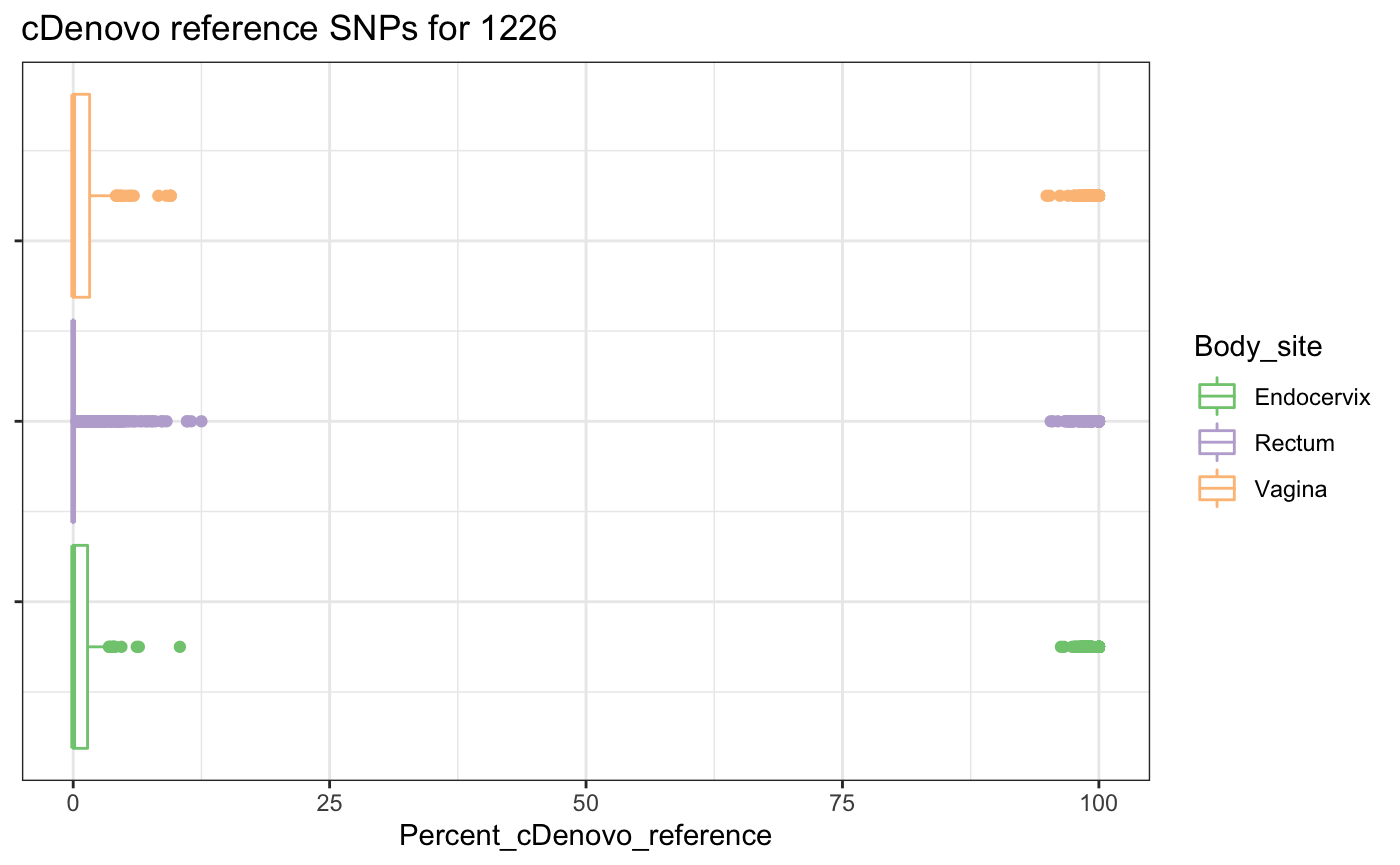 cDenovo reference SNPs for 1226
Body_site
Endocervix
Rectum
Vagina
0 25 50 75 100
Percent_cDenovo_reference